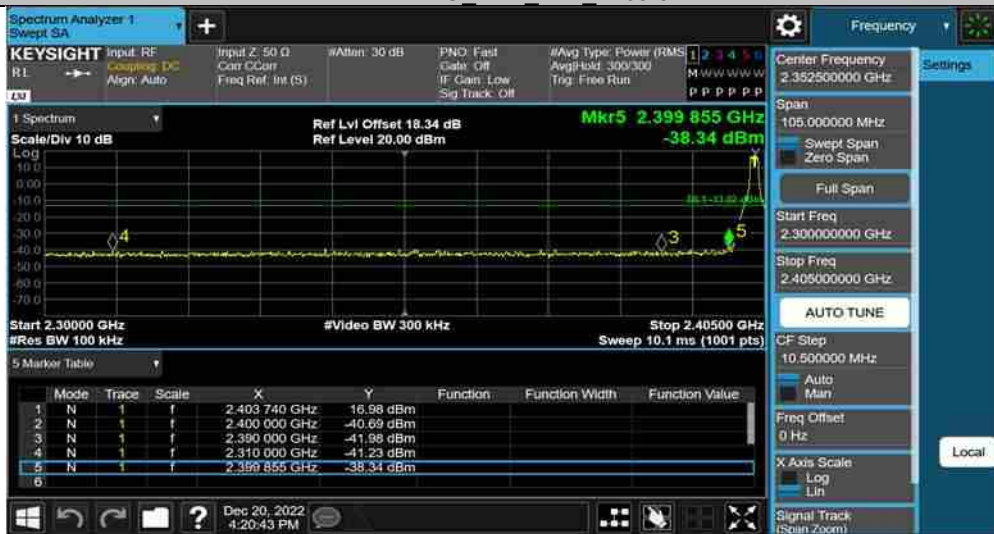 Spectrum Analyzer 1
Swept SA
+
Frequency
KEYSIGHT Input: RF
RL
Coupling: DC
Align: Auto
Input Z: 50 Ω
Corr CCorr
Freq Ref: Int (S)
#Atten: 30 dB
PNO: Fast
Gate: Off
IF Gain: Low
Sig Track: Off
#Avg Type: Power (RMS
Avg|Hold: 300/300
Trig: Free Run
1 2 3 4 5 6
M W W W W W
P P P P P P
LXI
1 Spectrum
Scale/Div 10 dB
Ref Lvl Offset 18.34 dB
Ref Level 20.00 dBm
Mkr5 2.399 855 GHz
-38.34 dBm
Log
10.0
0.00
-10.0
-20.0
-30.0
-40.0
-50.0
-60.0
-70.0
4
3
5
Start 2.30000 GHz
#Res BW 100 kHz
#Video BW 300 kHz
Stop 2.40500 GHz
Sweep 10.1 ms (1001 pts)
5 Marker Table
Mode Trace Scale X Y Function Function Width Function Value
1 N 1 f 2.403 740 GHz 16.98 dBm
2 N 1 f 2.400 000 GHz -40.69 dBm
3 N 1 f 2.390 000 GHz -41.98 dBm
4 N 1 f 2.310 000 GHz -41.23 dBm
5 N 1 f 2.399 855 GHz -38.34 dBm
6
?
Dec 20, 2022
4:20:43 PM
Center Frequency
2.352500000 GHz
Span
105.000000 MHz
Swept Span
Zero Span
Full Span
Start Freq
2.300000000 GHz
Stop Freq
2.405000000 GHz
AUTO TUNE
CF Step
10.500000 MHz
Auto
Man
Freq Offset
0 Hz
X Axis Scale
Log
Lin
Signal Track
(Span Zoom)
Settings
Local